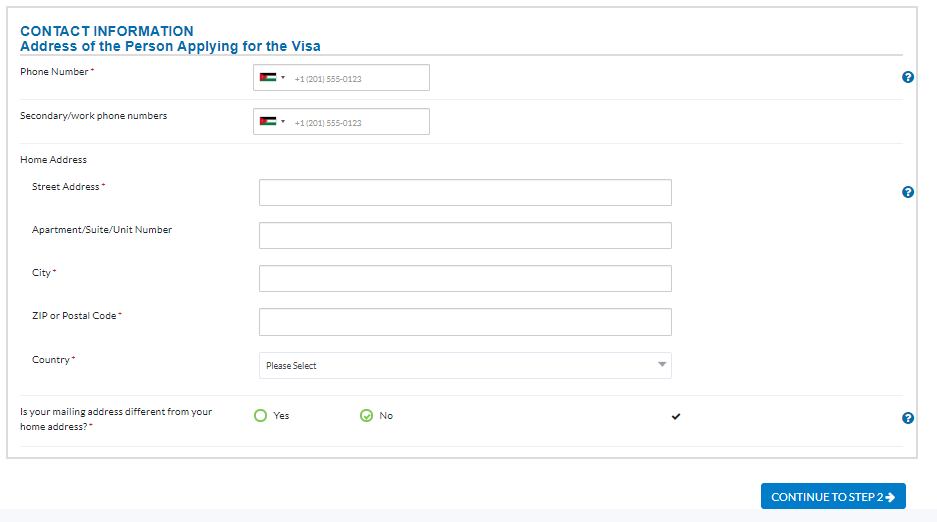 CONTACT INFORMATION
Address of the Person Applying for the Visa
Phone Number*
+1 (201) 555-0123
Secondary/work phone numbers
+1 (201) 555-0123
Home Address
Street Address*
Apartment/Suite/Unit Number
City*
ZIP or Postal Code*
Country*
Please Select
Is your mailing address different from your
home address?*
Yes
No
CONTINUE TO STEP 2